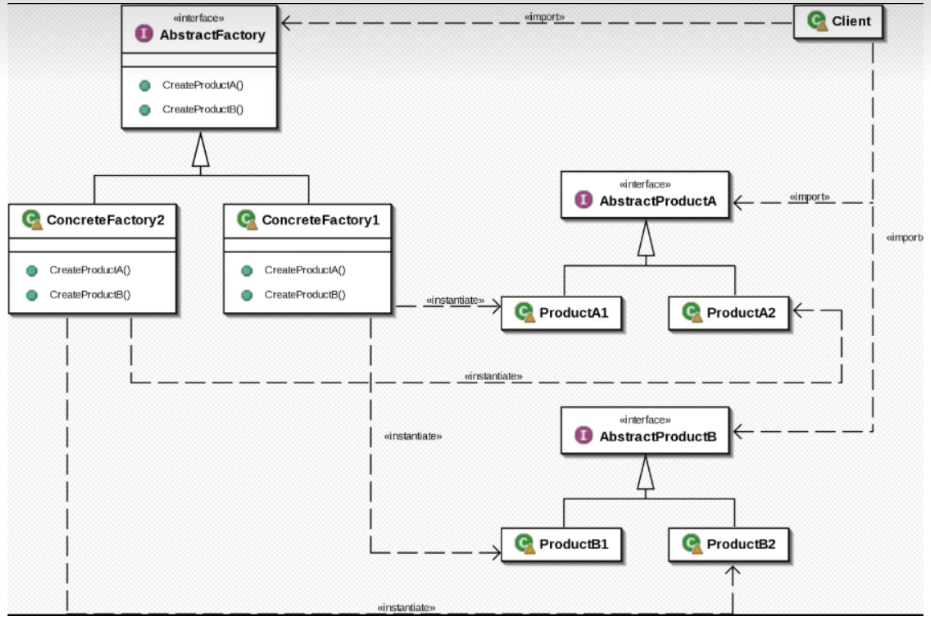 «interface»
AbstractFactory
CreateProductA()
CreateProductB()
«import»
Client
ConcreteFactory2
CreateProductA()
CreateProductB()
ConcreteFactory1
CreateProductA()
CreateProductB()
«interface»
AbstractProductA
«import»
«import»
«instantiate»
ProductA1
ProductA2
«instantiate»
«interface»
AbstractProductB
«instantiate»
ProductB1
ProductB2
«instantiate»